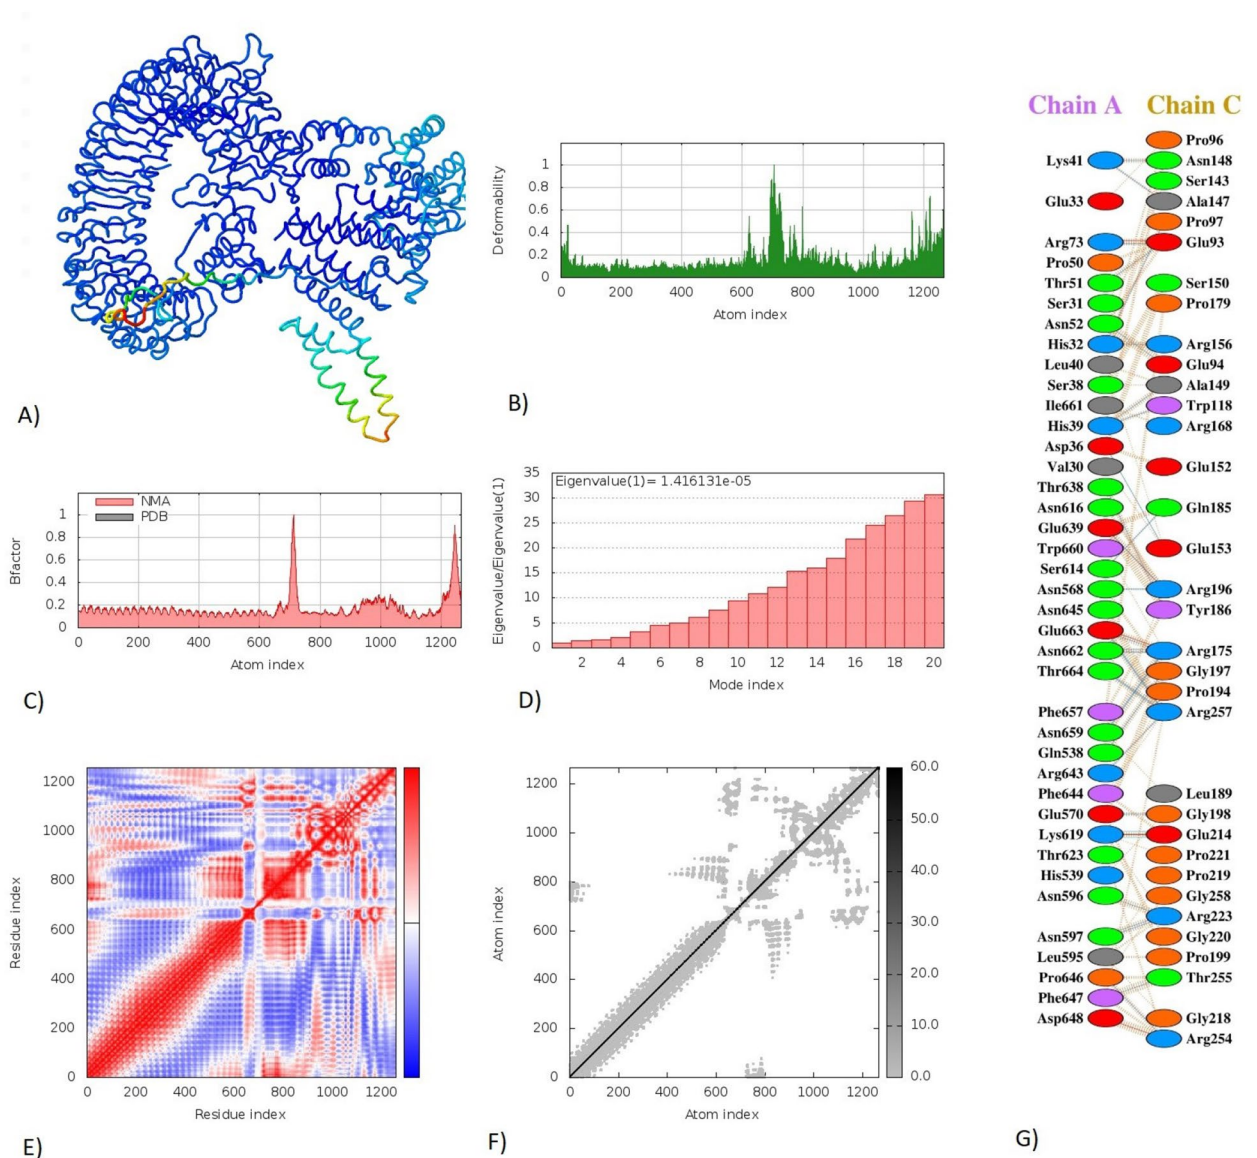 A)
Deformability
1
0.8
0.6
0.4
0.2
0
0 200 400 600 800 1000 1200
Atom index
B)
Bfactor
NMA
PDB
1
0.8
0.6
0.4
0.2
0
0 200 400 600 800 1000 1200
Atom index
C)
Eigenvalue/Eigenvalue(1)
Eigenvalue(1)= 1.416131e-05
35
30
25
20
15
10
5
0
2 4 6 8 10 12 14 16 18 20
Mode index
D)
Residue index
1200
1000
800
600
400
200
0
0 200 400 600 800 1000 1200
Residue index
E)
Atom index
1200
1000
800
600
400
200
0
0 200 400 600 800 1000 1200
Atom index
60.0
50.0
40.0
30.0
20.0
10.0
0.0
F)
Chain A Chain C
Pro96
Lys41 Asn148
Ser143
Glu33 Ala147
Pro97
Arg73 Glu93
Pro50
Thr51 Ser150
Ser31 Pro179
Asn52
His32 Arg156
Leu40 Glu94
Ser38 Ala149
Ile661 Trp118
His39 Arg168
Asp36
Val30 Glu152
Thr638
Asn616 Gln185
Glu639
Trp660 Glu153
Ser614
Asn568 Arg196
Asn645 Tyr186
Glu663
Asn662 Arg175
Thr664 Gly197
Pro194
Phe657 Arg257
Asn659
Gln538
Arg643
Phe644 Leu189
Glu570 Gly198
Lys619 Glu214
Thr623 Pro221
His539 Pro219
Asn596 Gly258
Arg223
Asn597 Gly220
Leu595 Pro199
Pro646 Thr255
Phe647
Asp648 Gly218
Arg254
G)